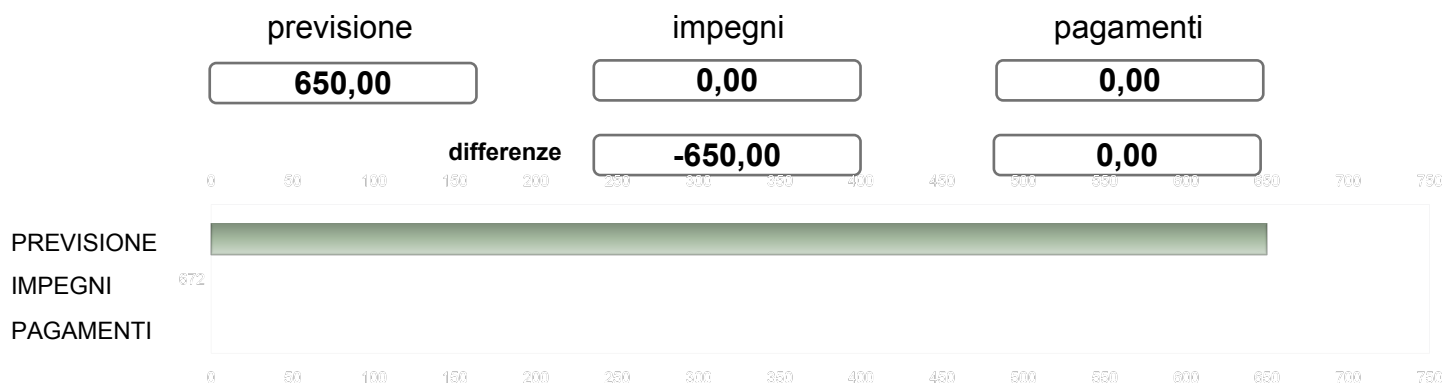 previsione impegni pagamenti
650,00 0,00 0,00
differenze -650,00 0,00
0 50 100 150 200 250 300 350 400 450 500 550 600 650 700 750
PREVISIONE
672
IMPEGNI
PAGAMENTI
0 50 100 150 200 250 300 350 400 450 500 550 600 650 700 750